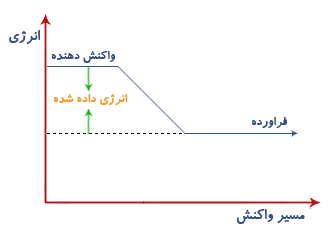 انرژی
واکنش دهنده
انرژی داده شده
فراورده
مسیر واکنش